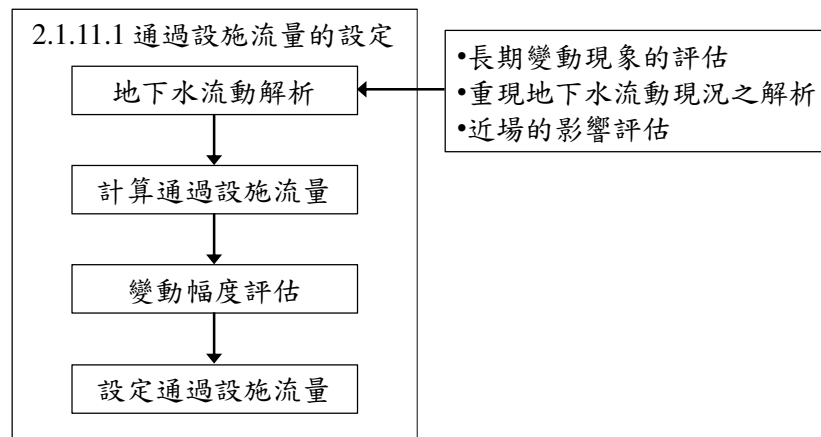 2.1.11.1 通過設施流量的設定
地下水流動解析
計算通過設施流量
變動幅度評估
設定通過設施流量
•長期變動現象的評估
•重現地下水流動現況之解析
•近場的影響評估